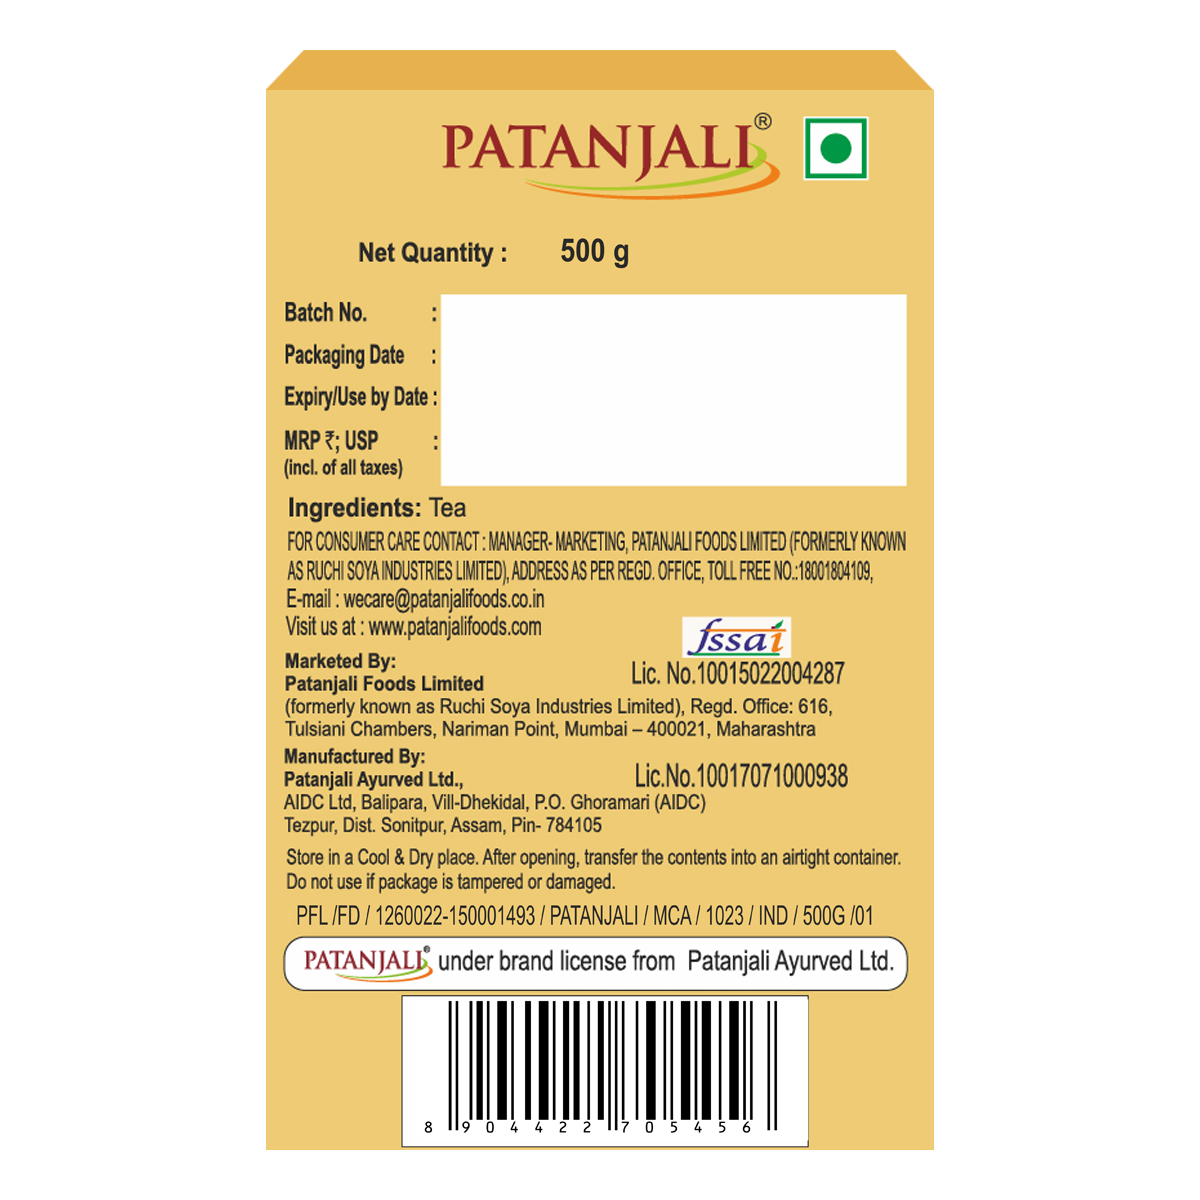 PATANJALI®
Net Quantity : 500 g
Batch No. :
Packaging Date :
Expiry/Use by Date :
MRP ₹; USP :
(incl. of all taxes)
Ingredients: Tea
FOR CONSUMER CARE CONTACT : MANAGER- MARKETING, PATANJALI FOODS LIMITED (FORMERLY KNOWN
AS RUCHI SOYA INDUSTRIES LIMITED), ADDRESS AS PER REGD. OFFICE, TOLL FREE NO.:18001804109,
E-mail : wecare@patanjalifoods.co.in
Visit us at : www.patanjalifoods.com
fssai
Lic. No.10015022004287
Marketed By:
Patanjali Foods Limited
(formerly known as Ruchi Soya Industries Limited), Regd. Office: 616,
Tulsiani Chambers, Nariman Point, Mumbai – 400021, Maharashtra
Manufactured By:
Patanjali Ayurved Ltd., Lic.No.10017071000938
AIDC Ltd, Balipara, Vill-Dhekidal, P.O. Ghoramari (AIDC)
Tezpur, Dist. Sonitpur, Assam, Pin- 784105
Store in a Cool & Dry place. After opening, transfer the contents into an airtight container.
Do not use if package is tampered or damaged.
PFL /FD / 1260022-150001493 / PATANJALI / MCA / 1023 / IND / 500G /01
PATANJALI® under brand license from Patanjali Ayurved Ltd.
8 904422 705456